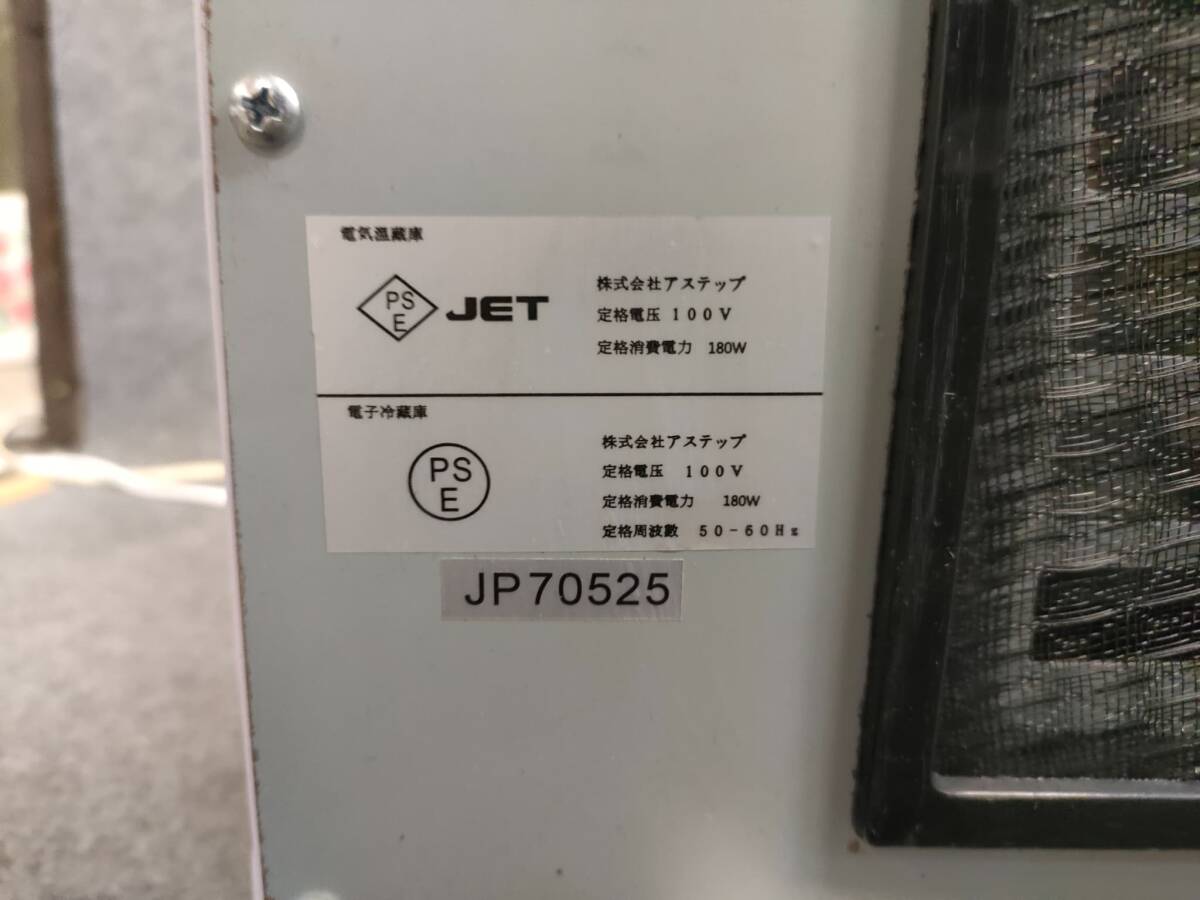 電気温蔵庫
PS
E
JET
株式会社アステップ
定格電圧 100V
定格消費電力 180W
電子冷蔵庫
PS
E
株式会社アステップ
定格電圧 100V
定格消費電力 180W
定格周波数 50-60Hz
JP70525